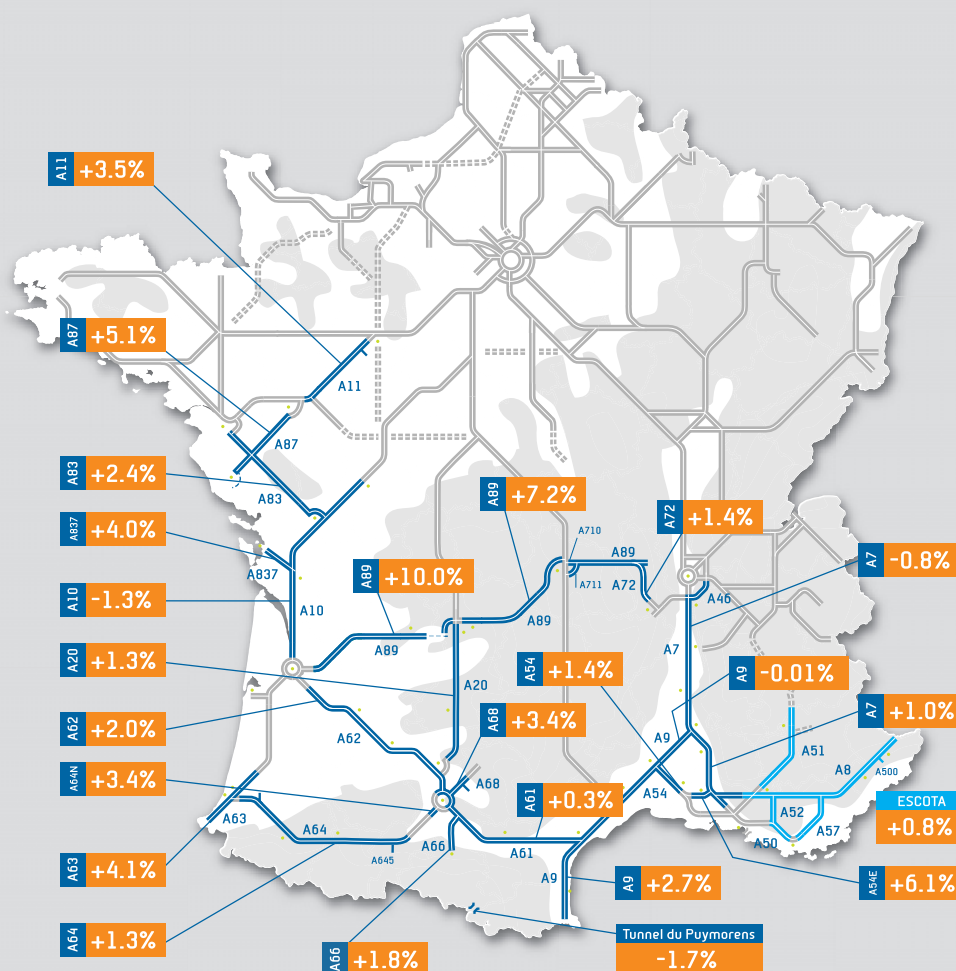 A11 +3.5%
A87 +5.1%
A11
A87
A83 +2.4%
A83
A89 +7.2%
A72 +1.4%
A837 +4.0%
A710
A89
A7 -0.8%
A837
A89 +10.0%
A711
A72
A46
A10 -1.3%
A10
A89
A89
A7
A20 +1.3%
A54 +1.4%
A9 -0.01%
A20
A62 +2.0%
A68 +3.4%
A7 +1.0%
A62
A9
A51
A64N +3.4%
A68
A8
A500
A61 +0.3%
A54
ESCOTA
+0.8%
A52
A63
A64
A57
A66
A61
A50
A645
A63 +4.1%
A9
A9 +2.7%
A54E +6.1%
A64 +1.3%
A66 +1.8%
Tunnel du Puymorens
-1.7%